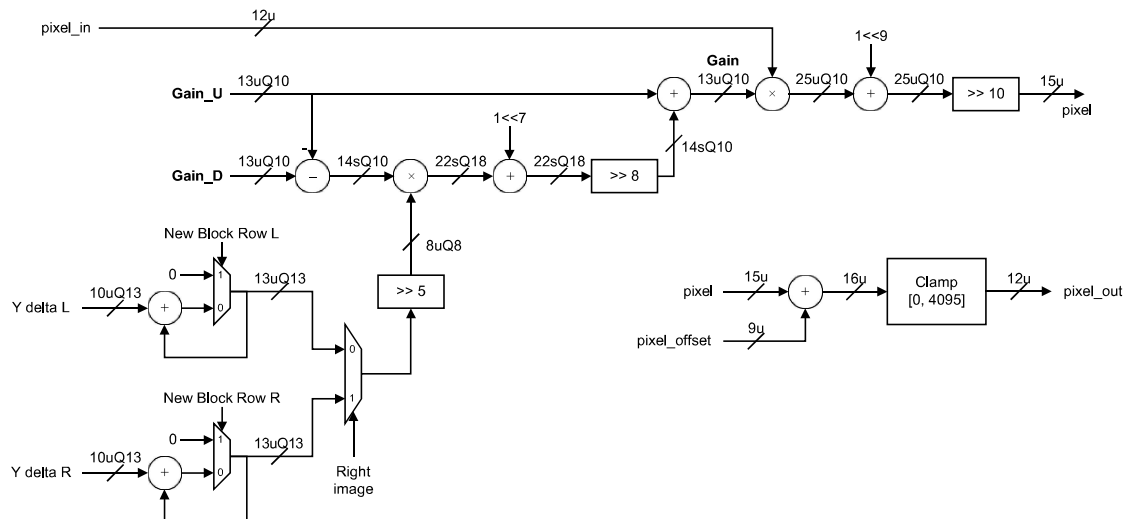 pixel_in
12u
1<<9
Gain
Gain_U
13uQ10
+
13uQ10
×
25uQ10
+
25uQ10
>> 10
15u
pixel
1<<7
14sQ10
-
Gain_D
13uQ10
–
14sQ10
×
22sQ18
+
22sQ18
>> 8
8uQ8
New Block Row L
0
1
13uQ13
>> 5
Y delta L
10uQ13
+
0
0
1
New Block Row R
0
1
13uQ13
Y delta R
10uQ13
+
0
Right
image
pixel
15u
+
16u
Clamp
[0, 4095]
12u
pixel_out
pixel_offset
9u